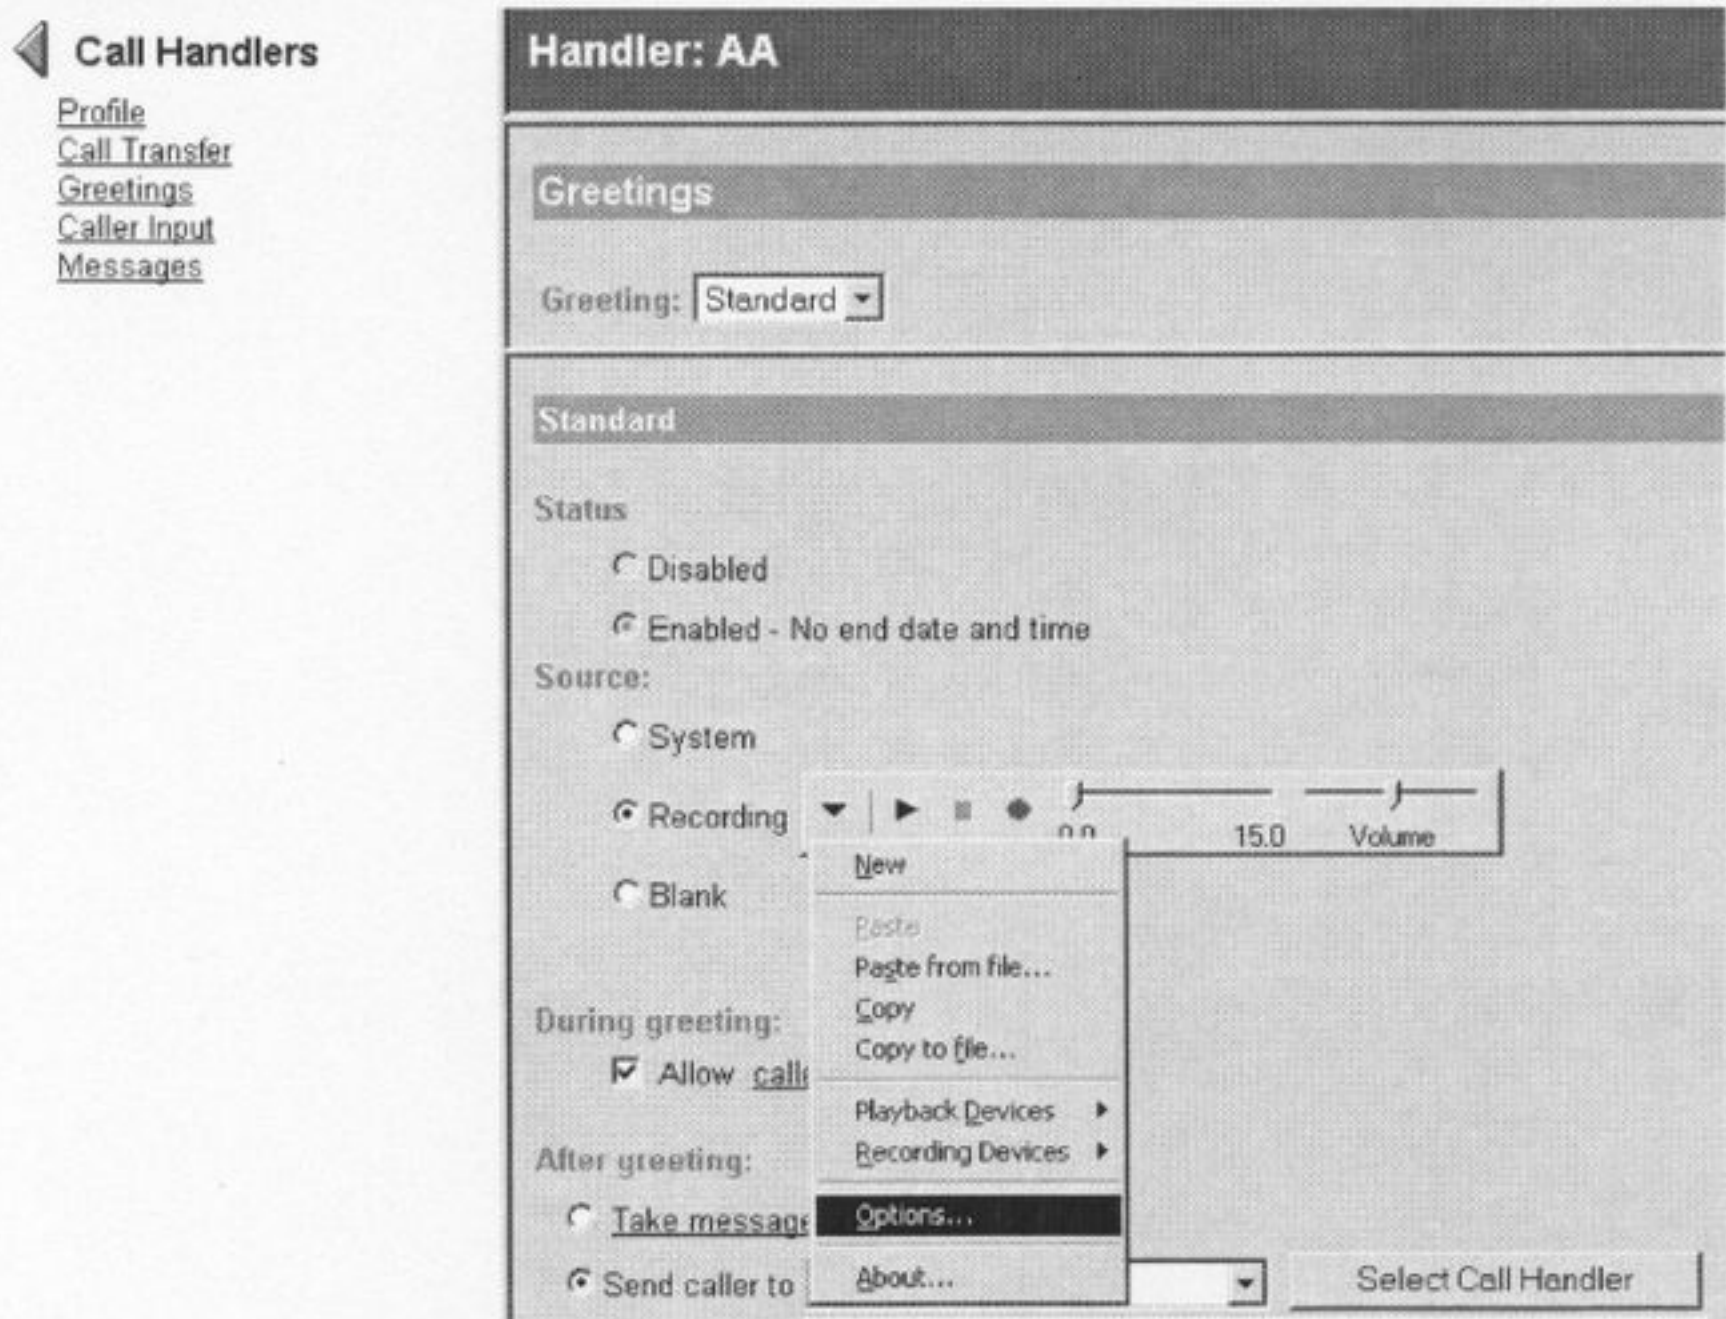 Call Handlers
Profile
Call Transfer
Greetings
Caller Input
Messages
Handler: AA
Greetings
Greeting: Standard
Standard
Status
Disabled
Enabled - No end date and time
Source:
System
Recording
0.0 15.0 Volume
Blank
New
Paste
Paste from file...
Copy
Copy to file...
Playback Devices
Recording Devices
Options...
About...
During greeting:
Allow
After greeting:
Take message
Send caller to
Select Call Handler